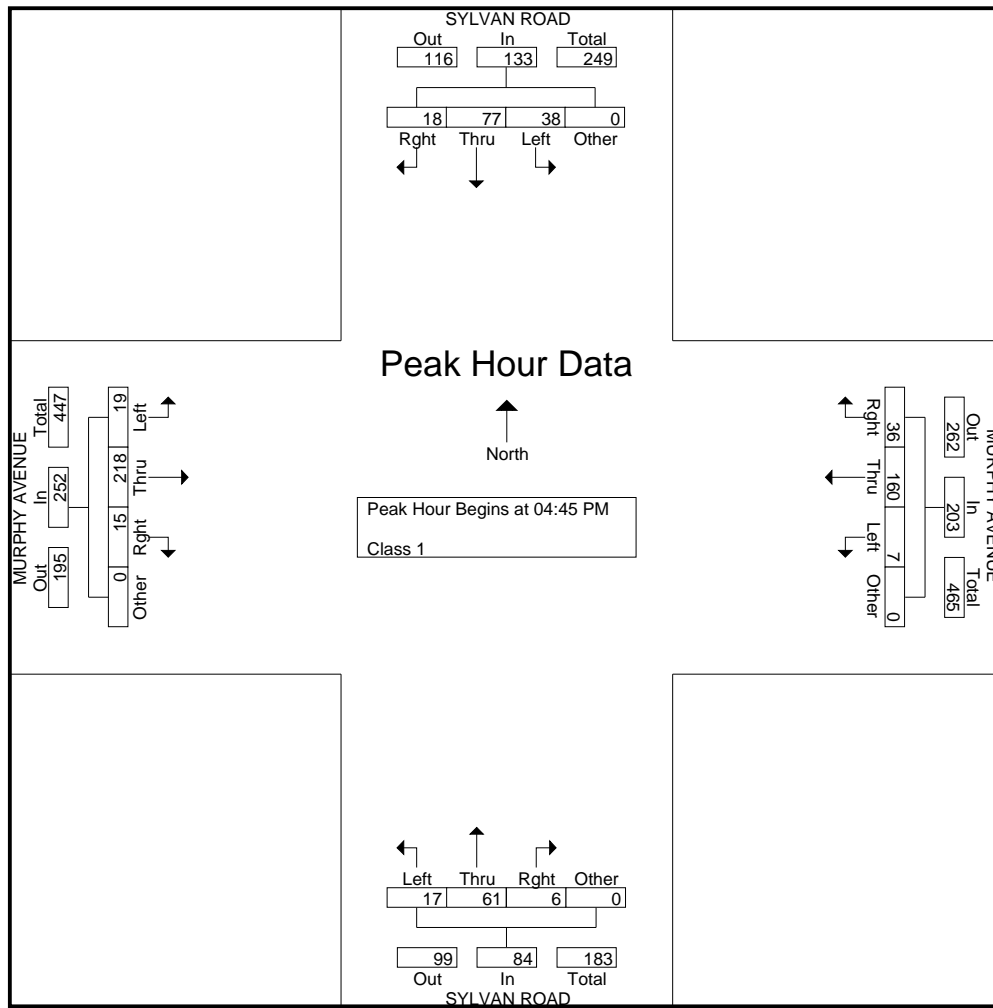 SYLVAN ROAD
Out In Total
116 133 249
18 77 38 0
Rght Thru Left Other
Peak Hour Data
North
Peak Hour Begins at 04:45 PM
Class 1
MURPHY AVENUE
Out In Total
195 252 447
Left Thru Rght Other
19 218 15 0
MURPHY AVENUE
Out In Total
262 203 465
Rght Thru Left Other
36 160 7 0
Left Thru Rght Other
17 61 6 0
99 84 183
Out In Total
SYLVAN ROAD